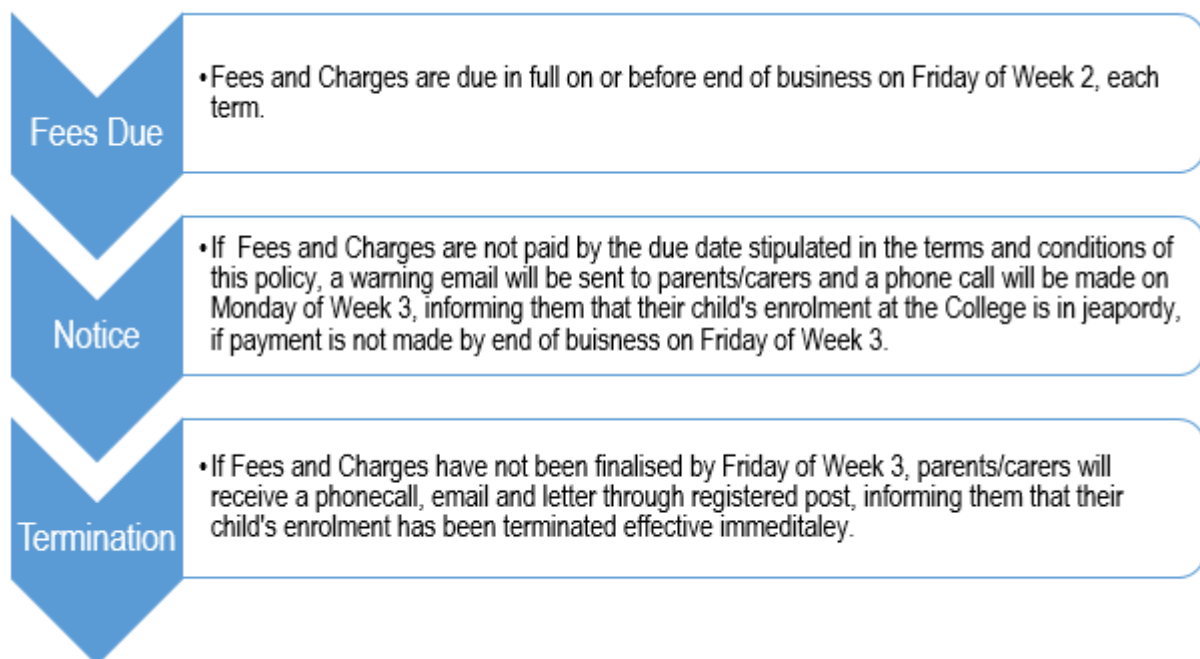 Fees Due
•Fees and Charges are due in full on or before end of business on Friday of Week 2, each
term.
Notice
•If  Fees and Charges are not paid by the due date stipulated in the terms and conditions of
this policy, a warning email will be sent to parents/carers and a phone call will be made on
Monday of Week 3, informing them that their child's enrolment at the College is in jeapordy,
if payment is not made by end of buisness on Friday of Week 3.
Termination
•If Fees and Charges have not been finalised by Friday of Week 3, parents/carers will
receive a phonecall, email and letter through registered post, informing them that their
child's enrolment has been terminated effective immeditaley.